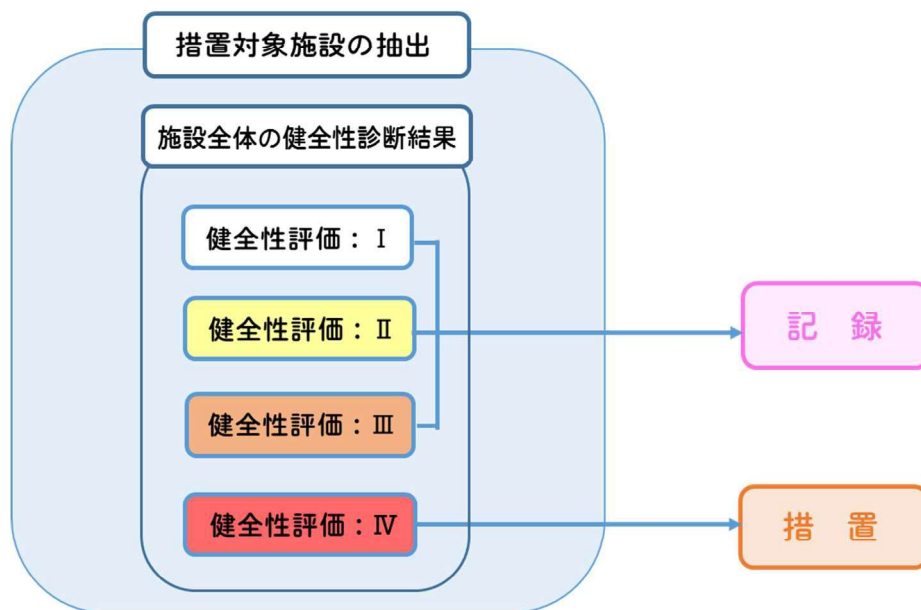 措置対象施設の抽出
施設全体の健全性診断結果
健全性評価：Ⅰ
健全性評価：Ⅱ
健全性評価：Ⅲ
健全性評価：Ⅳ
記　録
措　置